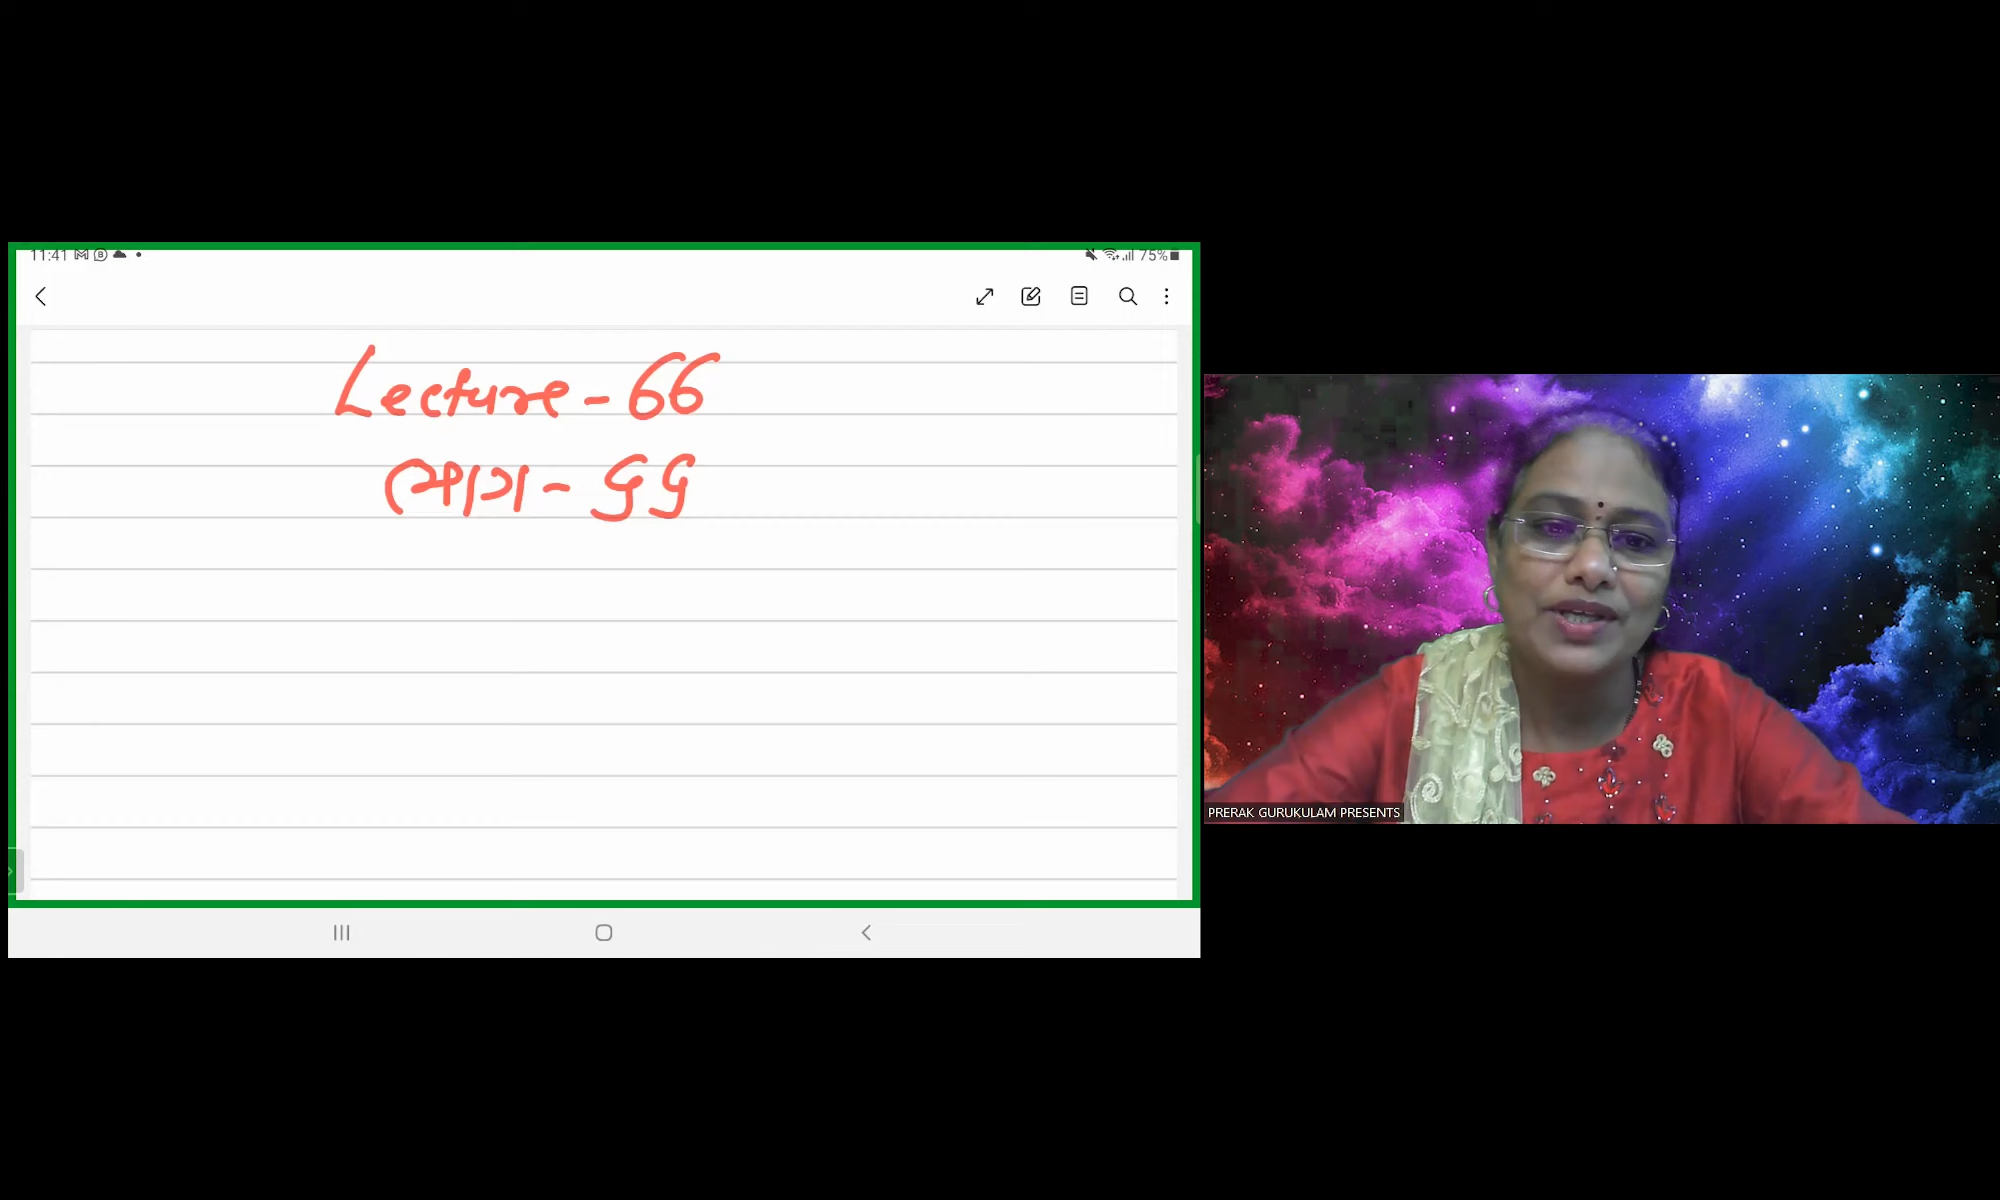 11:41 75%
Lecture - 66
ભાગ - ૬૬
PRERAK GURUKULAM PRESENTS